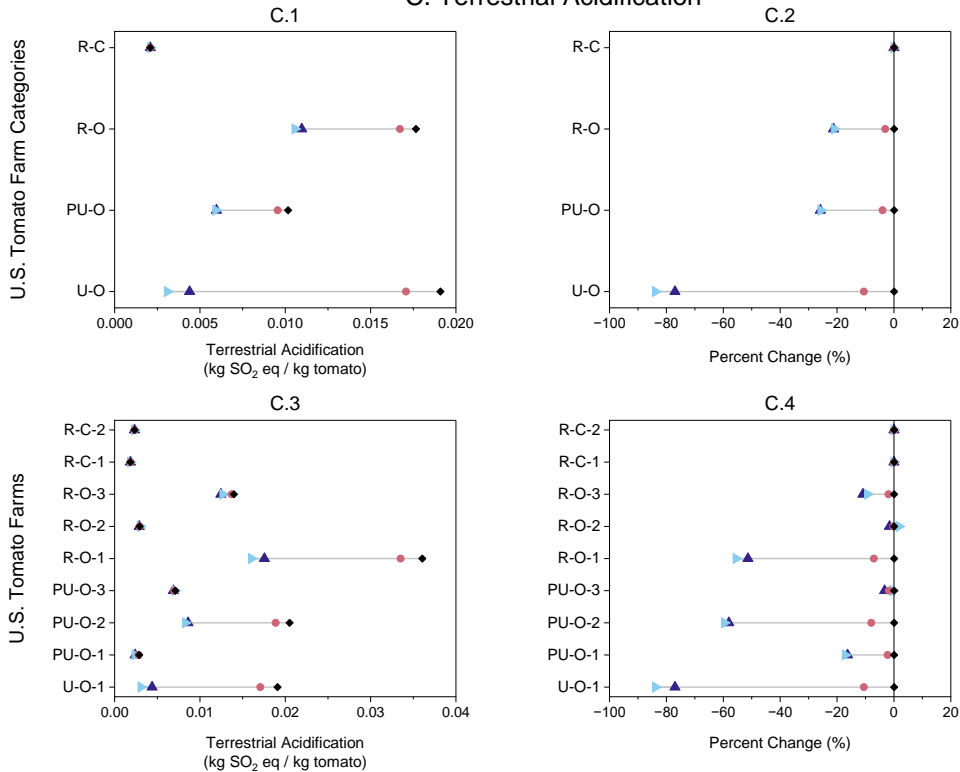 C. Terrestrial Acidification
C.1
C.2
U.S. Tomato Farm Categories
R-C
R-O
PU-O
U-O
0.000 0.005 0.010 0.015 0.020
Terrestrial Acidification
(kg SO₂ eq / kg tomato)
R-C
R-O
PU-O
U-O
−100 −80 −60 −40 −20 0 20
Percent Change (%)
C.3
C.4
U.S. Tomato Farms
R-C-2
R-C-1
R-O-3
R-O-2
R-O-1
PU-O-3
PU-O-2
PU-O-1
U-O-1
0.00 0.01 0.02 0.03 0.04
Terrestrial Acidification
(kg SO₂ eq / kg tomato)
R-C-2
R-C-1
R-O-3
R-O-2
R-O-1
PU-O-3
PU-O-2
PU-O-1
U-O-1
−100 −80 −60 −40 −20 0 20
Percent Change (%)